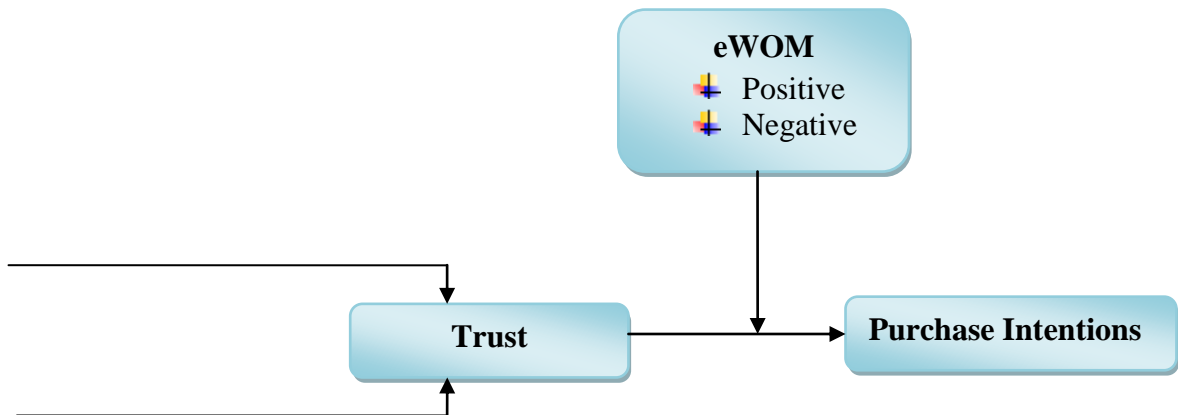 eWOM
Positive
Negative
Trust
Purchase Intentions